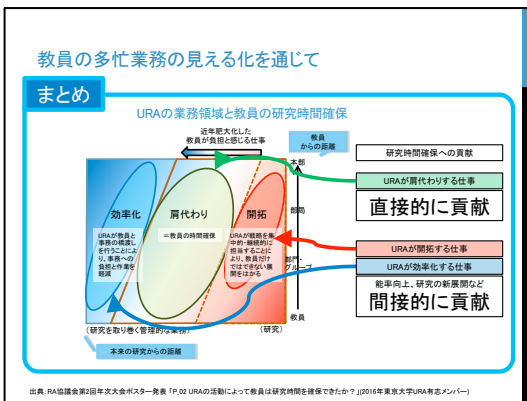 教員の多忙業務の見える化を通じて
まとめ
URAの業務領域と教員の研究時間確保
近年肥大化した
教員が負担と感じる仕事
教員
からの距離
本部
部局
部門・
グループ
教員
効率化
URAが教員と
事務の橋渡し
を行うことによ
り、事務への
負担と作業を
軽減
肩代わり
＝教員の時間確保
開拓
URAが戦略を集
中的・継続的に
担当することに
より、教員だけ
ではできない展
開をはかる
(研究を取り巻く管理的な業務)
(研究)
本来の研究からの距離
研究時間確保への貢献
URAが肩代わりする仕事
直接的に貢献
URAが開拓する仕事
URAが効率化する仕事
能率向上、研究の新展開など
間接的に貢献
出典:RA協議会第2回年次大会ポスター発表「P.02 URAの活動によって教員は研究時間を確保できたか？」(2016年東京大学URA有志メンバー)